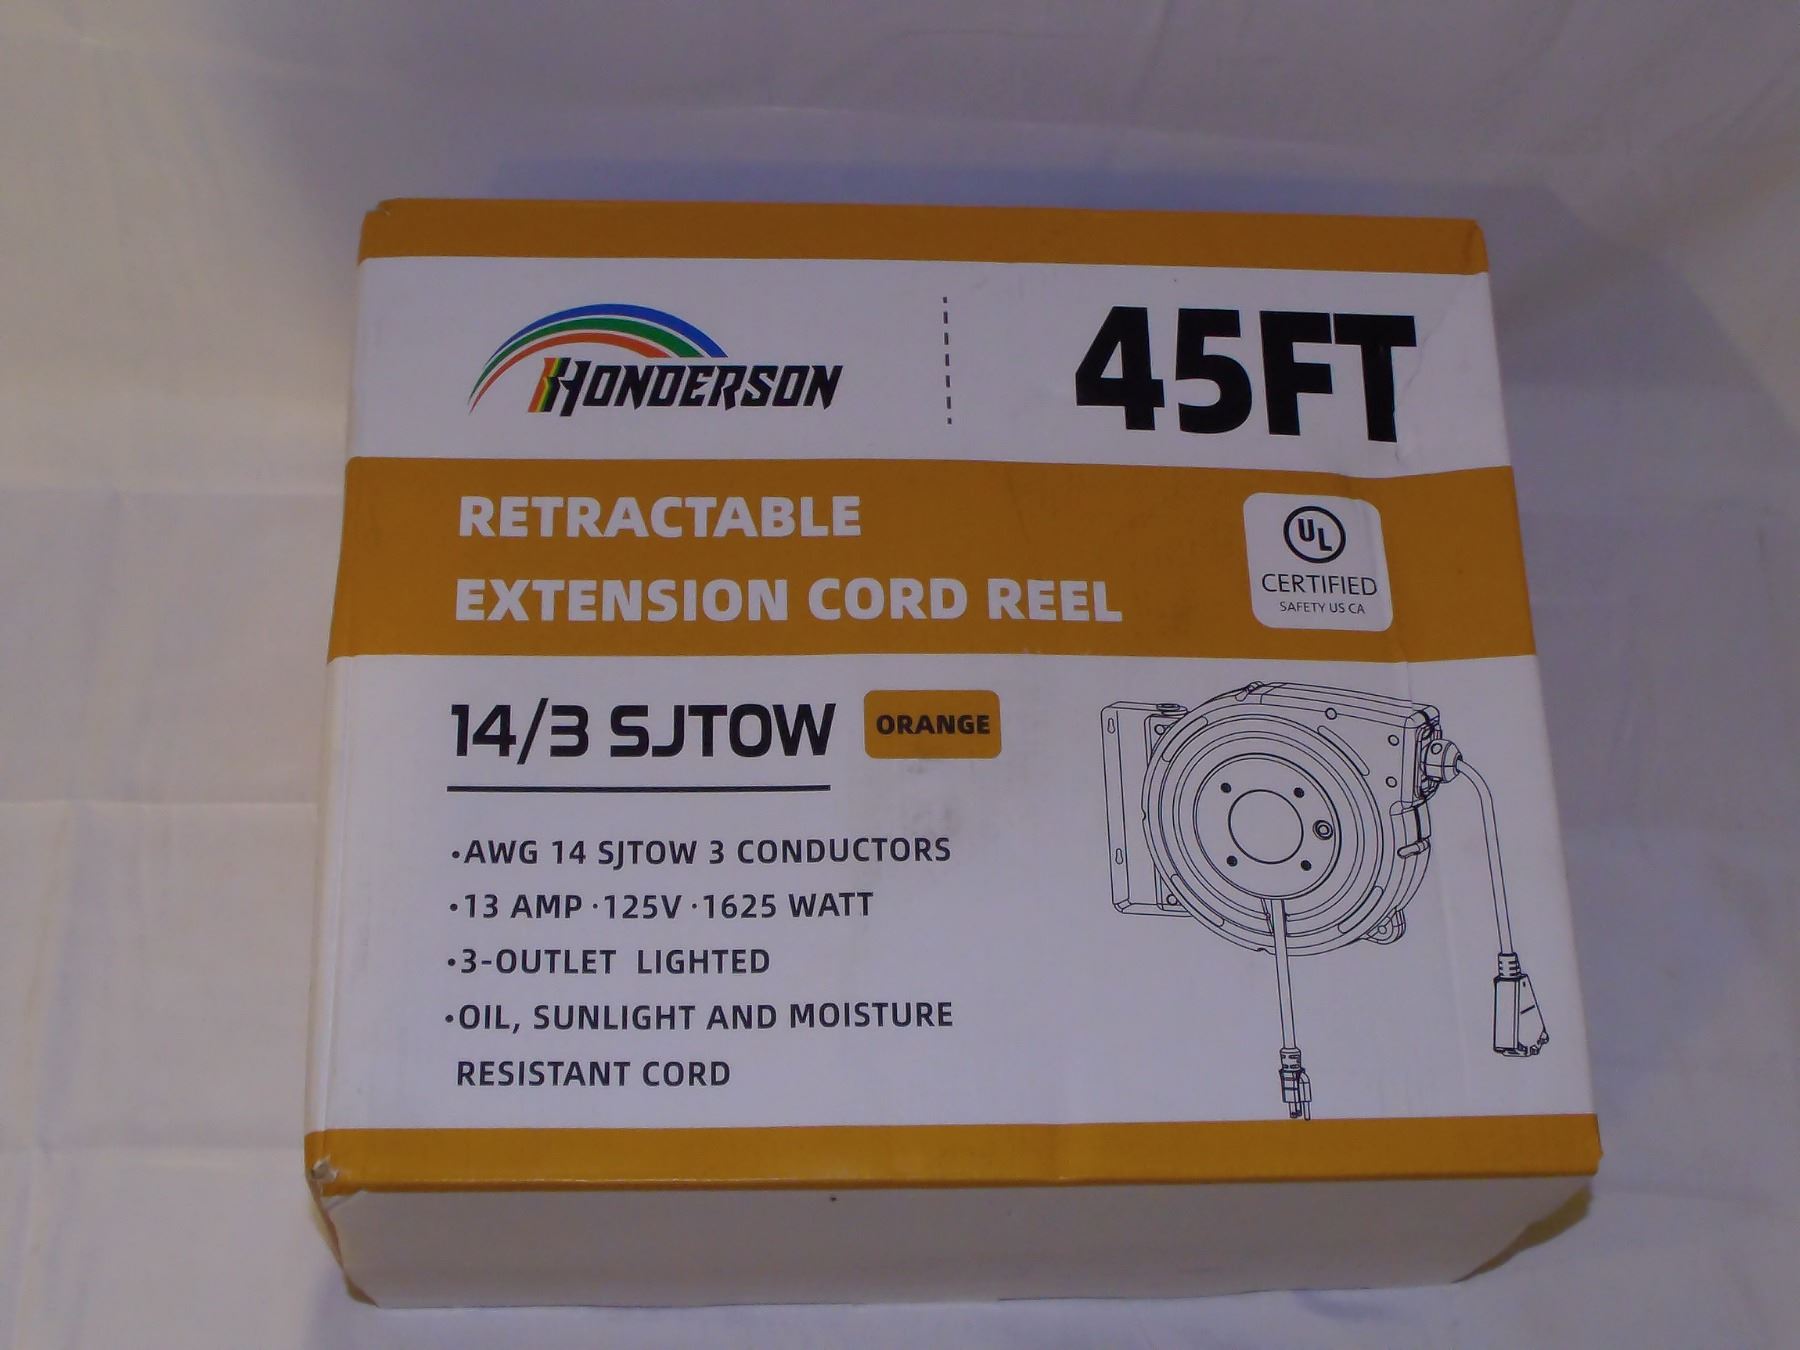 HONDERSON
45FT
RETRACTABLE
EXTENSION CORD REEL
UL
CERTIFIED
SAFETY US CA
14/3 SJTOW
ORANGE
·AWG 14 SJTOW 3 CONDUCTORS
·13 AMP ·125V ·1625 WATT
·3-OUTLET LIGHTED
·OIL, SUNLIGHT AND MOISTURE
RESISTANT CORD